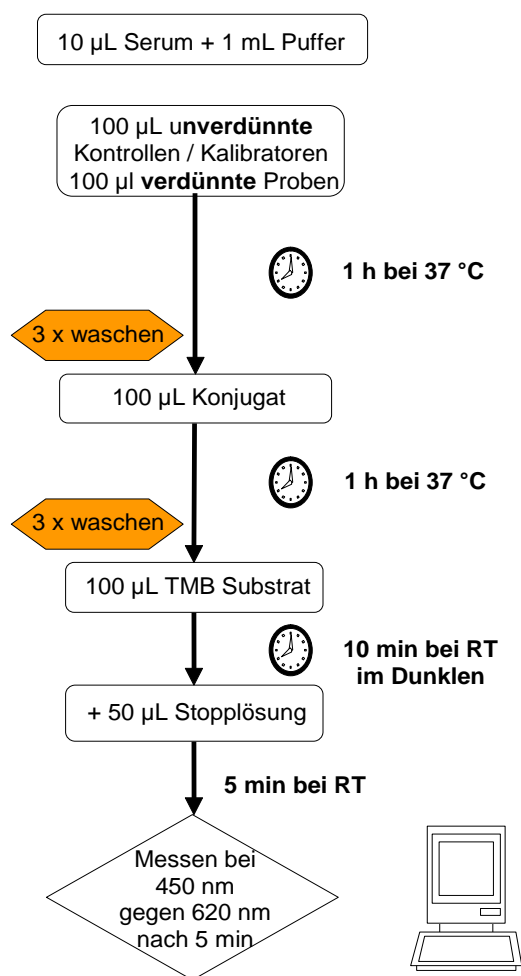 10 µL Serum + 1 mL Puffer
100 µL unverdünnte
Kontrollen / Kalibratoren
100 µl verdünnte Proben
1 h bei 37 °C
3 x waschen
100 µL Konjugat
1 h bei 37 °C
3 x waschen
100 µL TMB Substrat
10 min bei RT
im Dunklen
+ 50 µL Stopplösung
5 min bei RT
Messen bei
450 nm
gegen 620 nm
nach 5 min